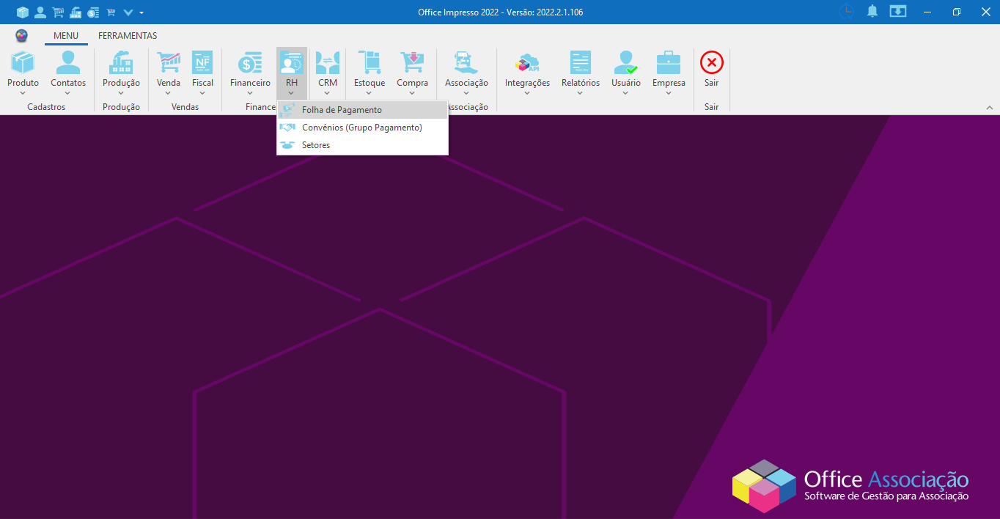 Office Impresso 2022 - Versão: 2022.2.1.106
MENU FERRAMENTAS
NF
API
Produto Contatos Produção Venda Fiscal Financeiro RH CRM Estoque Compra Associação Integrações Relatórios Usuário Empresa Sair
Cadastros Produção Vendas Finance Associação Sair
Folha de Pagamento
Convênios (Grupo Pagamento)
Setores
Office Associação
Software de Gestão para Associação